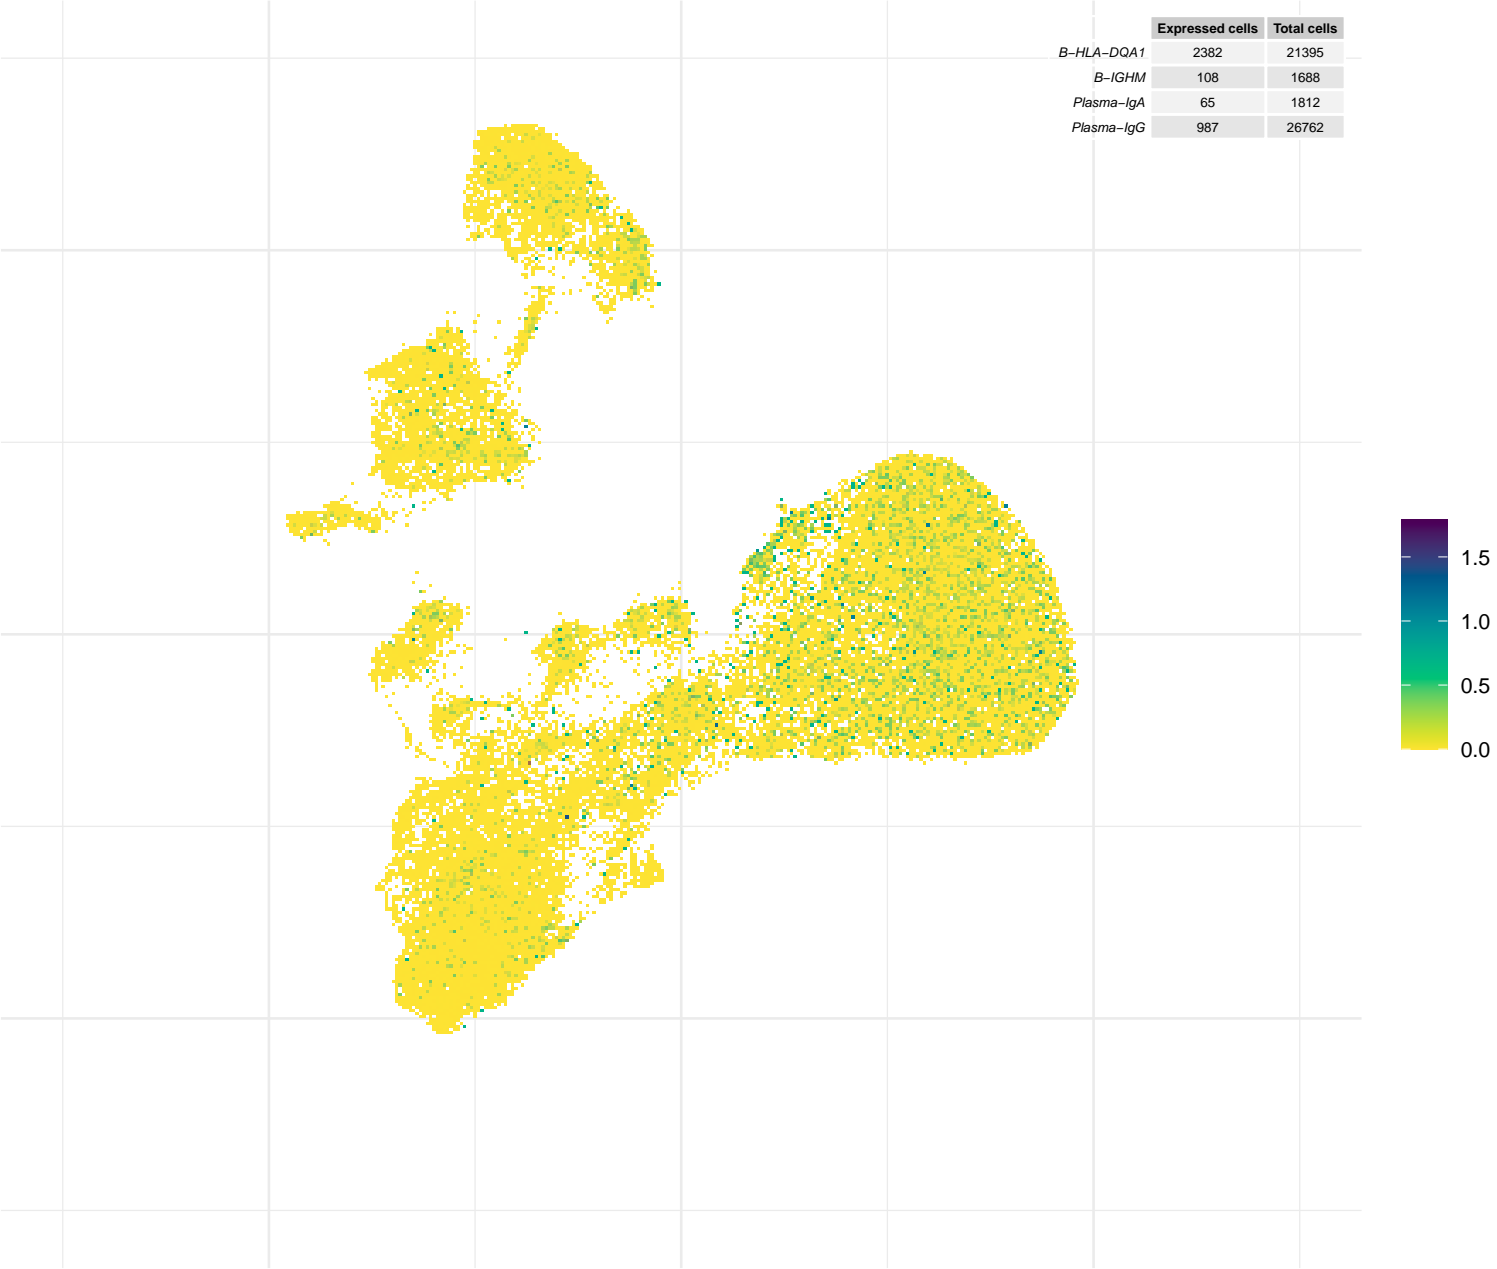 Expressed cells Total cells
B−HLA−DQA1 2382 21395
B−IGHM 108 1688
Plasma−IgA 65 1812
Plasma−IgG 987 26762
1.5
1.0
0.5
0.0